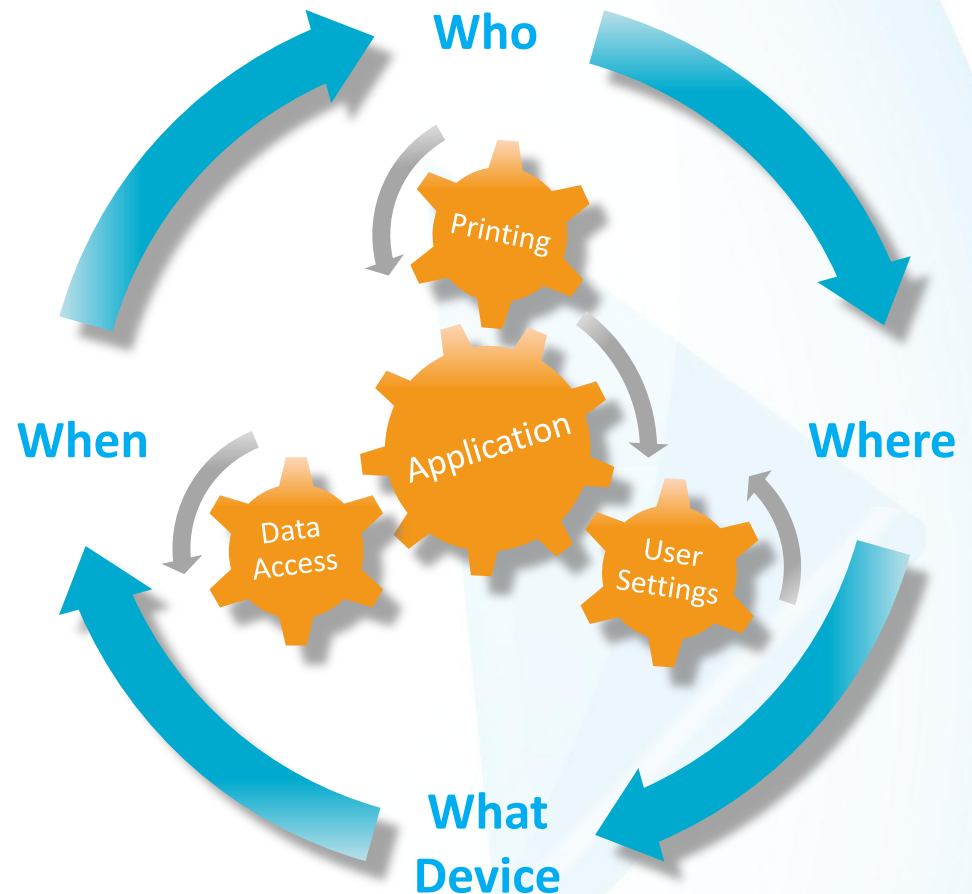 Who
Printing
Application
When
Where
Data
Access
User
Settings
What
Device